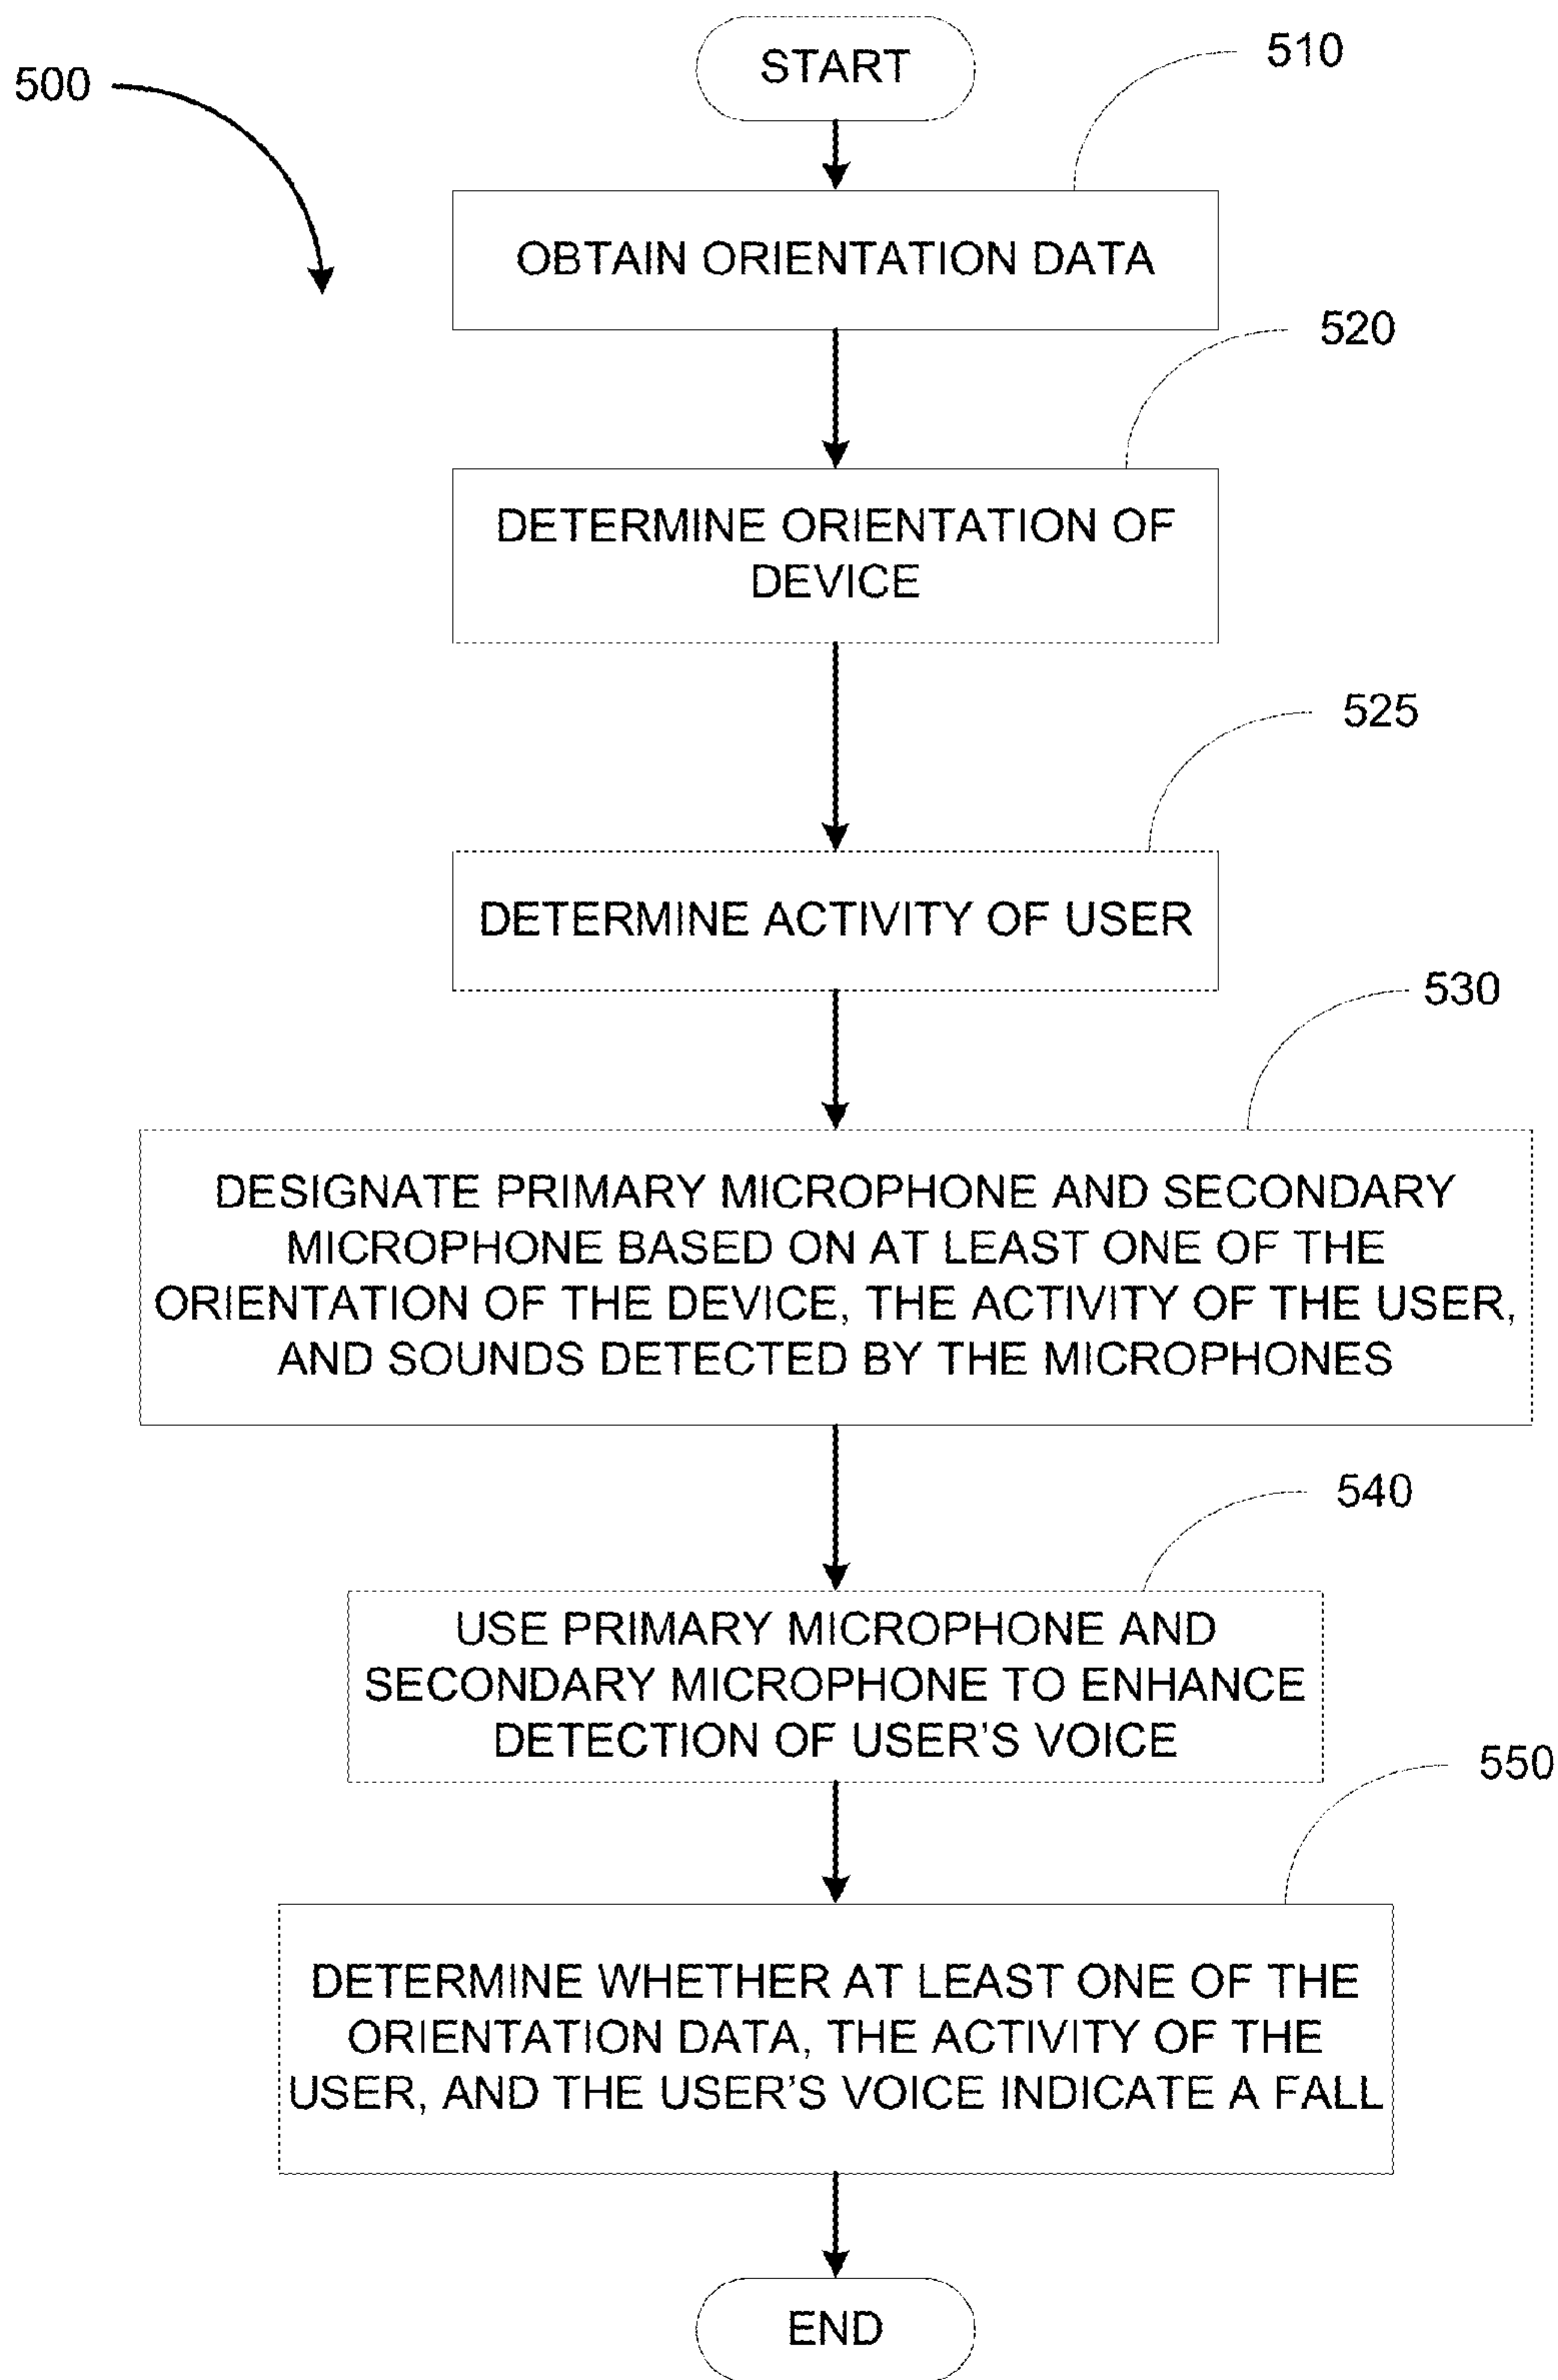 START
510
500
OBTAIN ORIENTATION DATA
520
DETERMINE ORIENTATION OF
DEVICE
525
DETERMINE ACTIVITY OF USER
530
DESIGNATE PRIMARY MICROPHONE AND SECONDARY
MICROPHONE BASED ON AT LEAST ONE OF THE
ORIENTATION OF THE DEVICE, THE ACTIVITY OF THE USER,
AND SOUNDS DETECTED BY THE MICROPHONES
540
USE PRIMARY MICROPHONE AND
SECONDARY MICROPHONE TO ENHANCE
DETECTION OF USER'S VOICE
550
DETERMINE WHETHER AT LEAST ONE OF THE
ORIENTATION DATA, THE ACTIVITY OF THE
USER, AND THE USER'S VOICE INDICATE A FALL
END